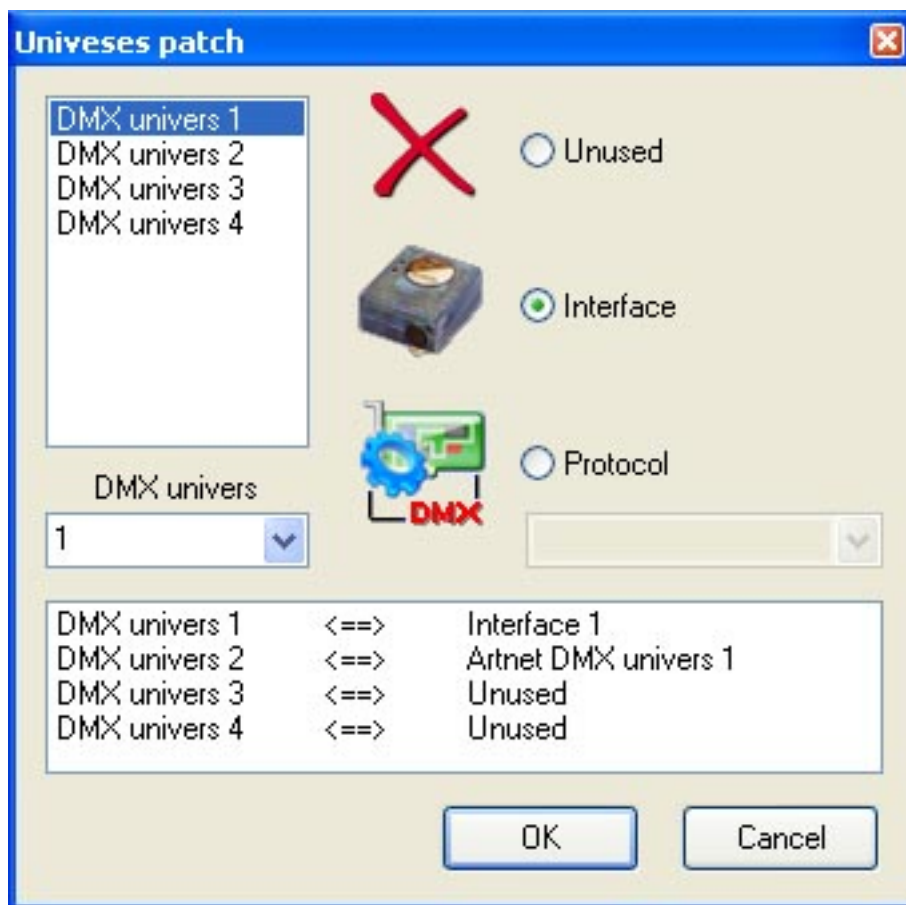 Univeses patch
DMX univers 1
DMX univers 2
DMX univers 3
DMX univers 4
Unused
Interface
Protocol
DMX
DMX univers
1
DMX univers 1 <==> Interface 1
DMX univers 2 <==> Artnet DMX univers 1
DMX univers 3 <==> Unused
DMX univers 4 <==> Unused
OK Cancel